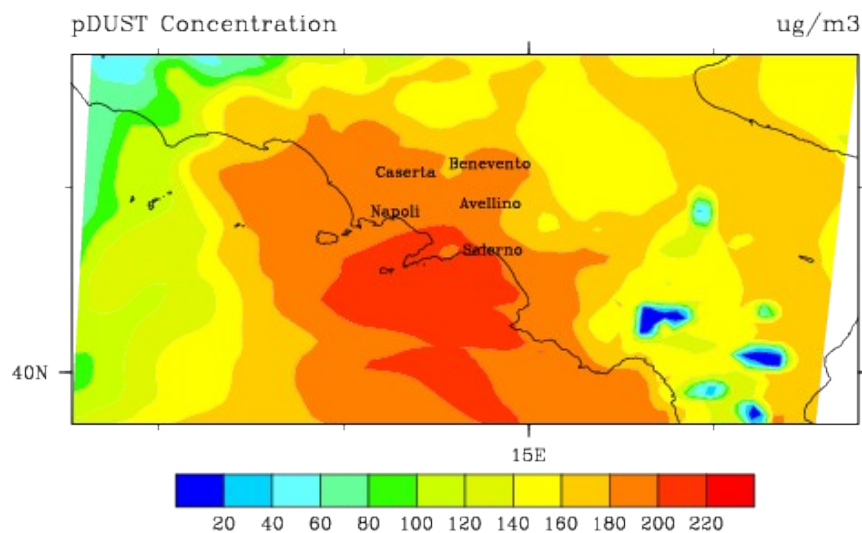 pDUST Concentration ug/m3
Caserta Benevento
Napoli Avellino
Salerno
40N
15E
20 40 60 80 100 120 140 160 180 200 220